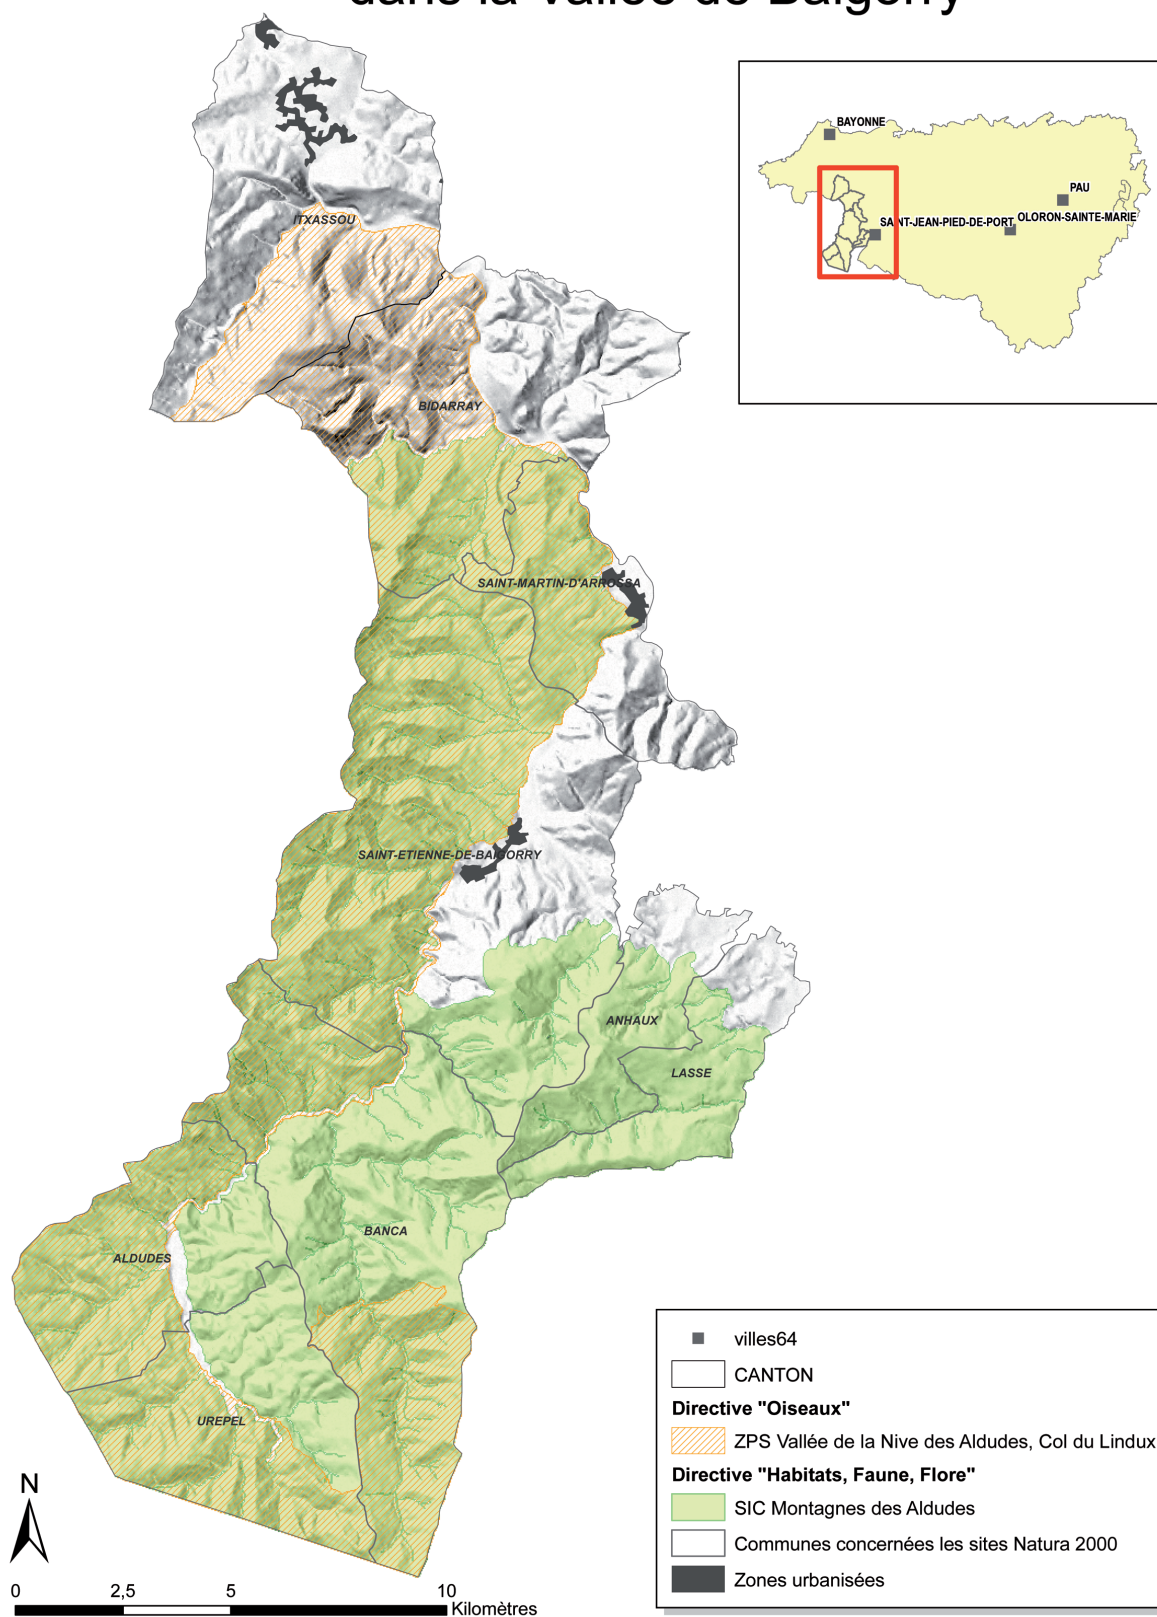 dans la Vallée de Baïgorry
BAYONNE
PAU
SAINT-JEAN-PIED-DE-PORT
OLORON-SAINTE-MARIE
ITXASSOU
BIDARRAY
SAINT-MARTIN-D'ARROSSA
SAINT-ETIENNE-DE-BAIGORRY
ANHAUX
LASSE
BANCA
ALDUDES
UREPEL
villes64
CANTON
Directive "Oiseaux"
ZPS Vallée de la Nive des Aldudes, Col du Lindux
Directive "Habitats, Faune, Flore"
SIC Montagnes des Aldudes
Communes concernées les sites Natura 2000
Zones urbanisées
N
0 2,5 5 10
Kilomètres